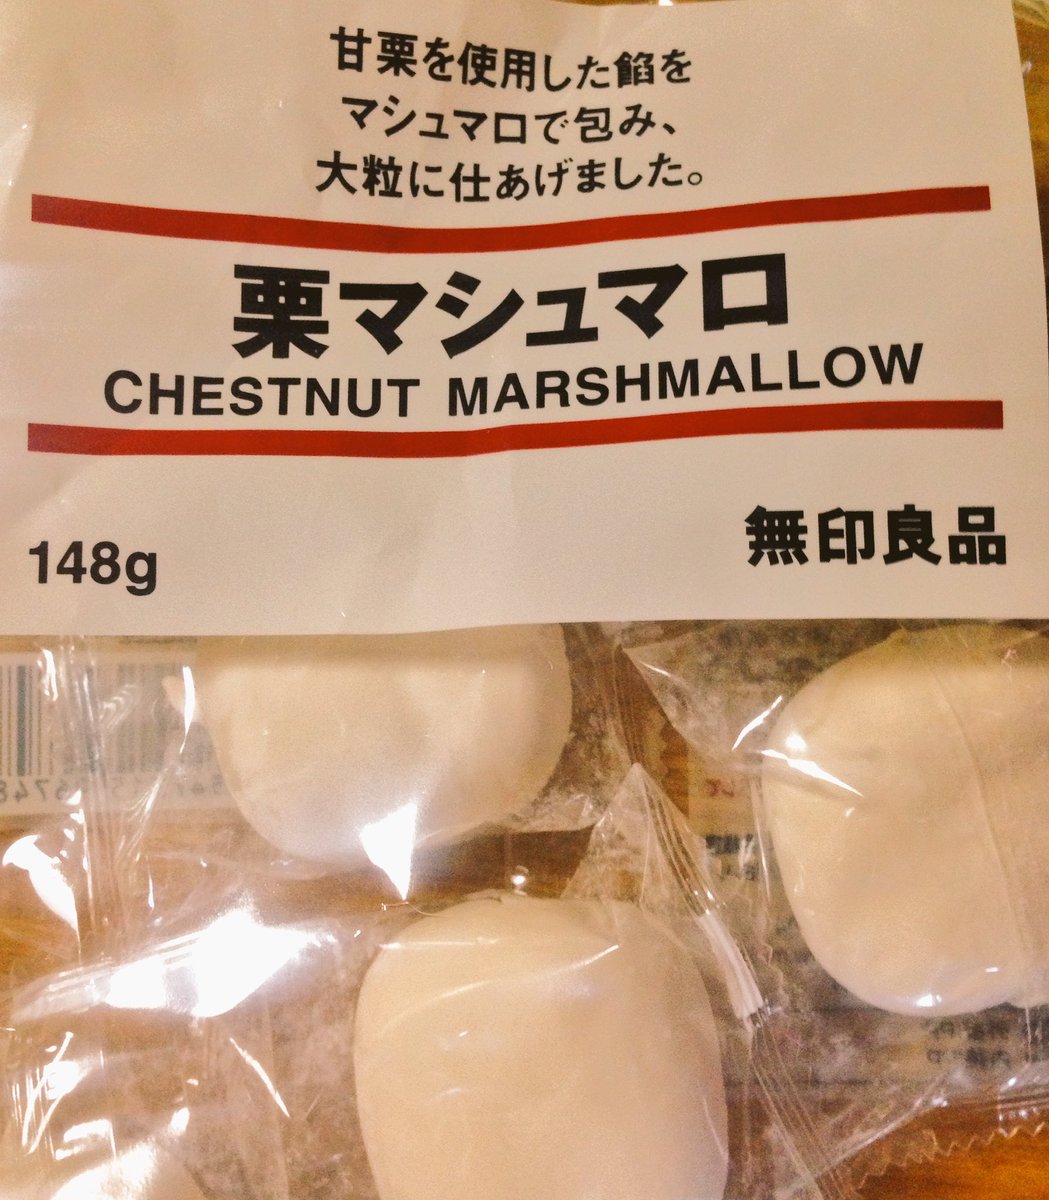 甘栗を使用した餡を
マシュマロで包み、
大粒に仕あげました。
栗マシュマロ
CHESTNUT MARSHMALLOW
148g
無印良品